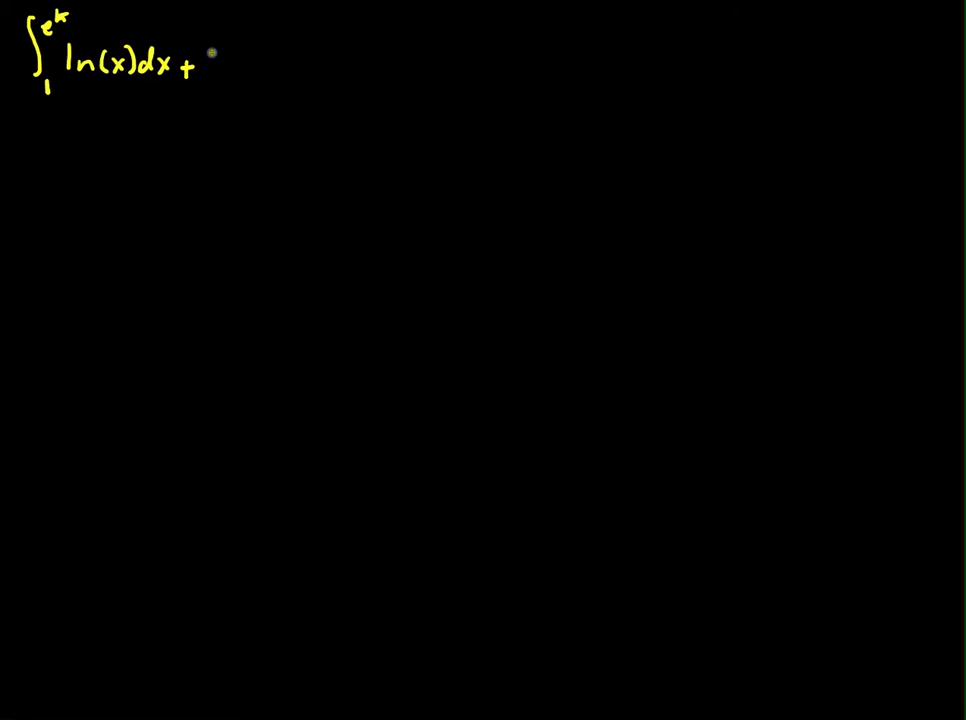 ∫₁^{e^k} ln(x)dx +